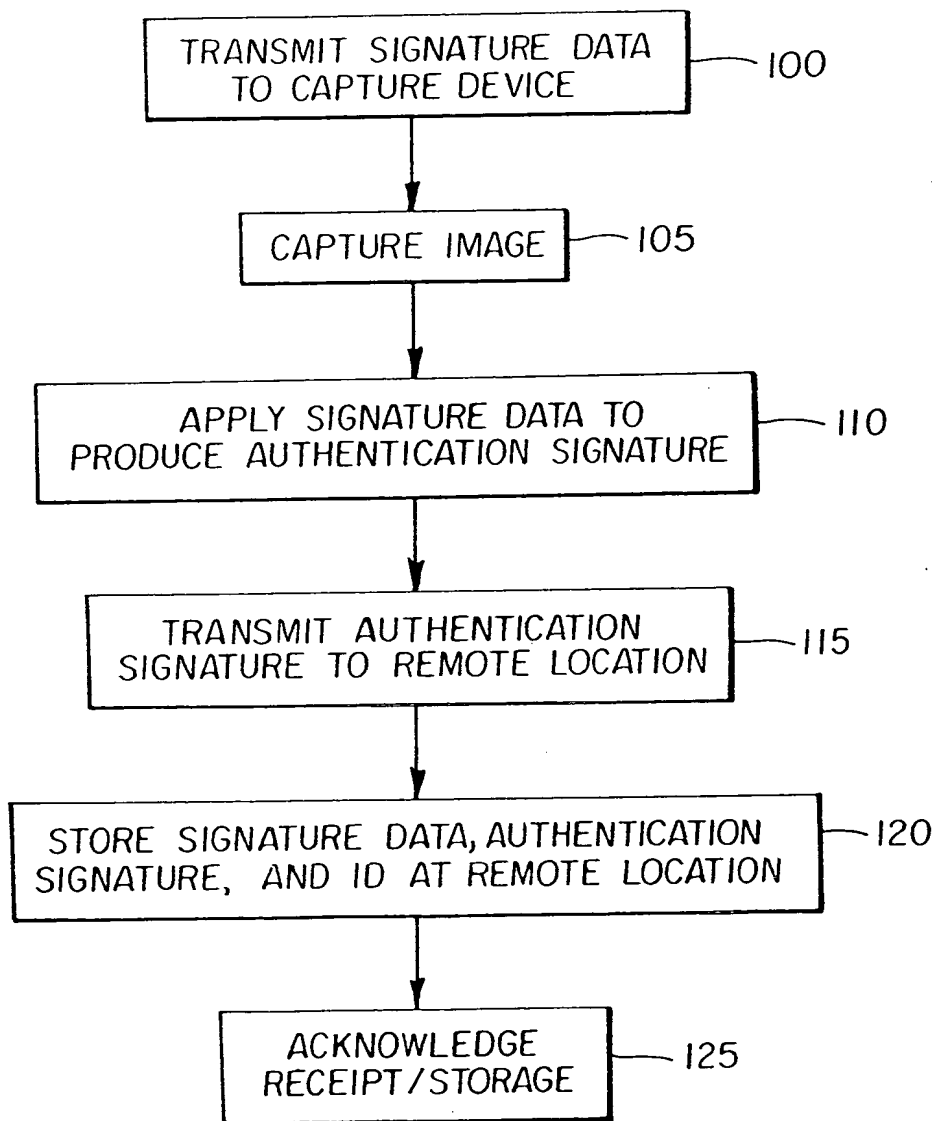 TRANSMIT SIGNATURE DATA
TO CAPTURE DEVICE
100
CAPTURE IMAGE
105
APPLY SIGNATURE DATA TO
PRODUCE AUTHENTICATION SIGNATURE
110
TRANSMIT AUTHENTICATION
SIGNATURE TO REMOTE LOCATION
115
STORE SIGNATURE DATA, AUTHENTICATION
SIGNATURE, AND ID AT REMOTE LOCATION
120
ACKNOWLEDGE
RECEIPT/STORAGE
125